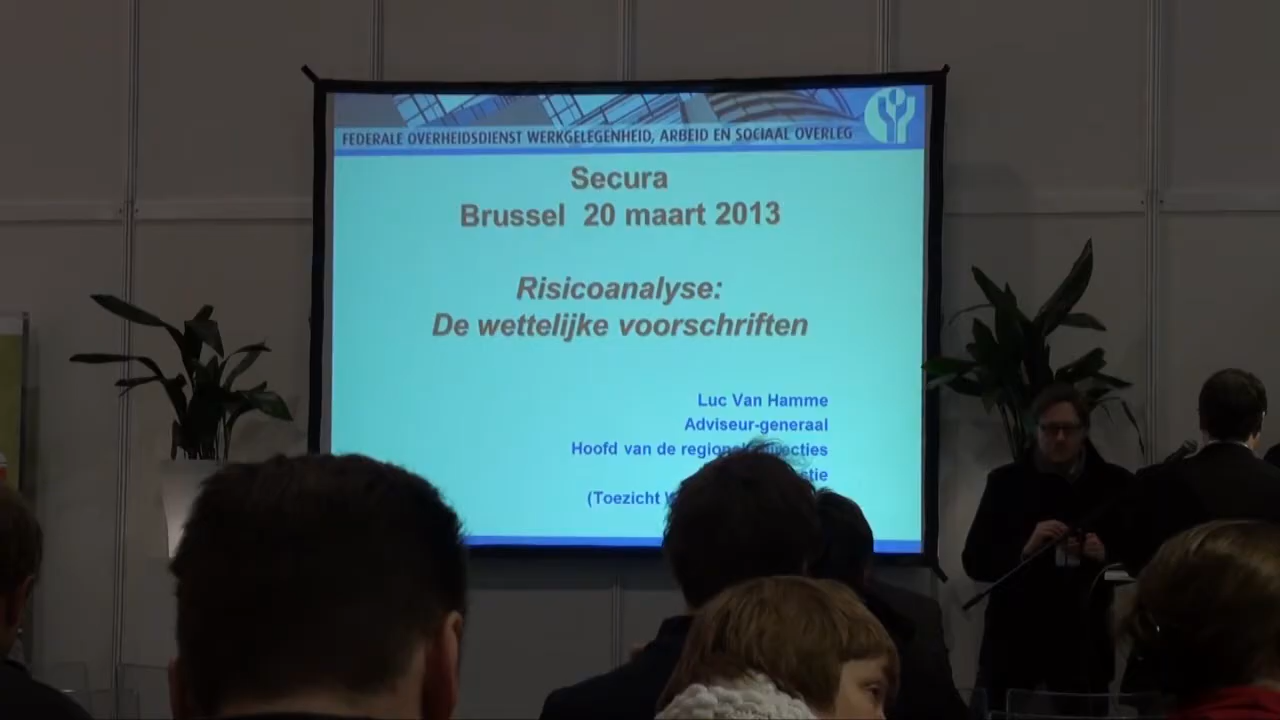 FEDERALE OVERHEIDSDIENST WERKGELEGENHEID, ARBEID EN SOCIAAL OVERLEG
Secura
Brussel 20 maart 2013
Risicoanalyse:
De wettelijke voorschriften
Luc Van Hamme
Adviseur-generaal
Hoofd van de
(Toezicht